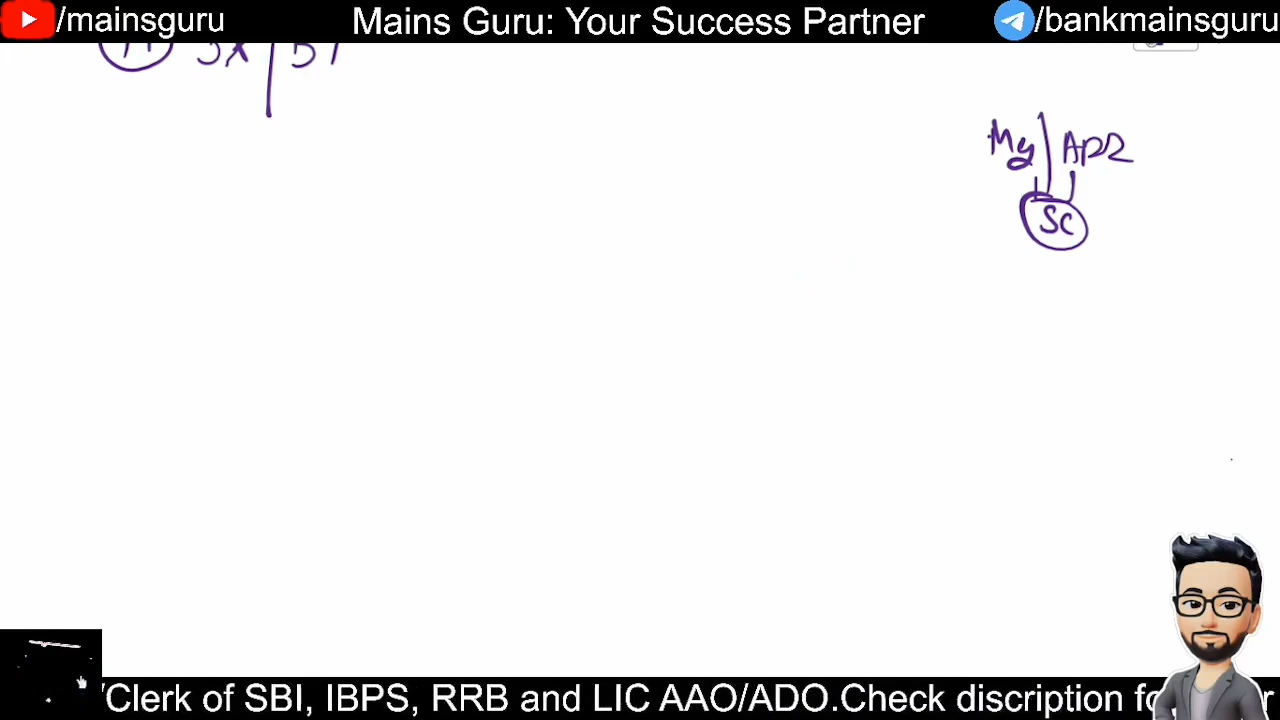 /mainsguru Mains Guru: Your Success Partner /bankmainsguru
My | APR
SC
/Clerk of SBI, IBPS, RRB and LIC AAO/ADO.Check discription fo